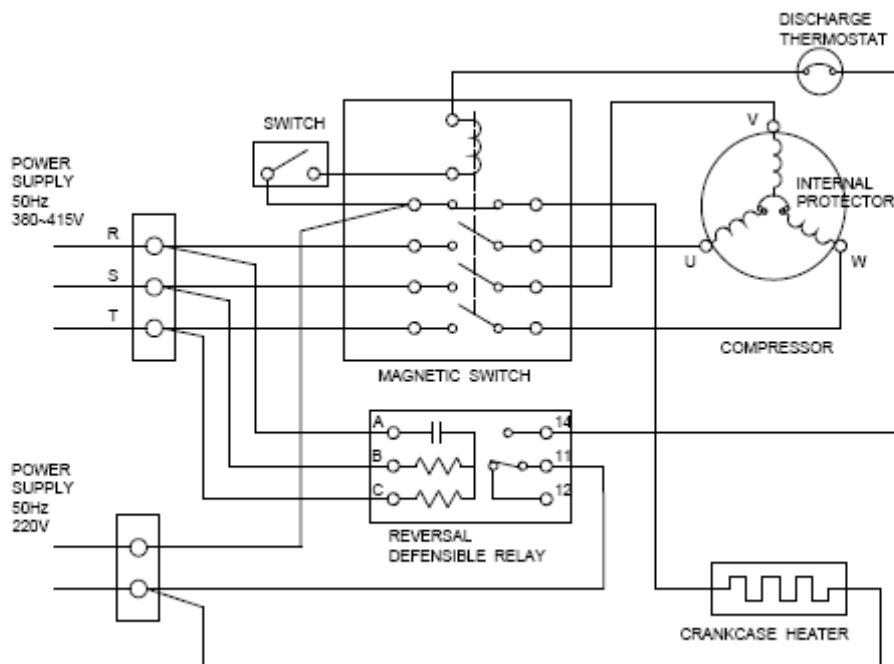 DISCHARGE
THERMOSTAT
SWITCH
V
POWER
SUPPLY
50Hz
380~415V
INTERNAL
PROTECTOR
R
S
T
U
W
COMPRESSOR
MAGNETIC SWITCH
A
14
B
11
C
12
POWER
SUPPLY
50Hz
220V
REVERSAL
DEFENSIBLE RELAY
CRANKCASE HEATER